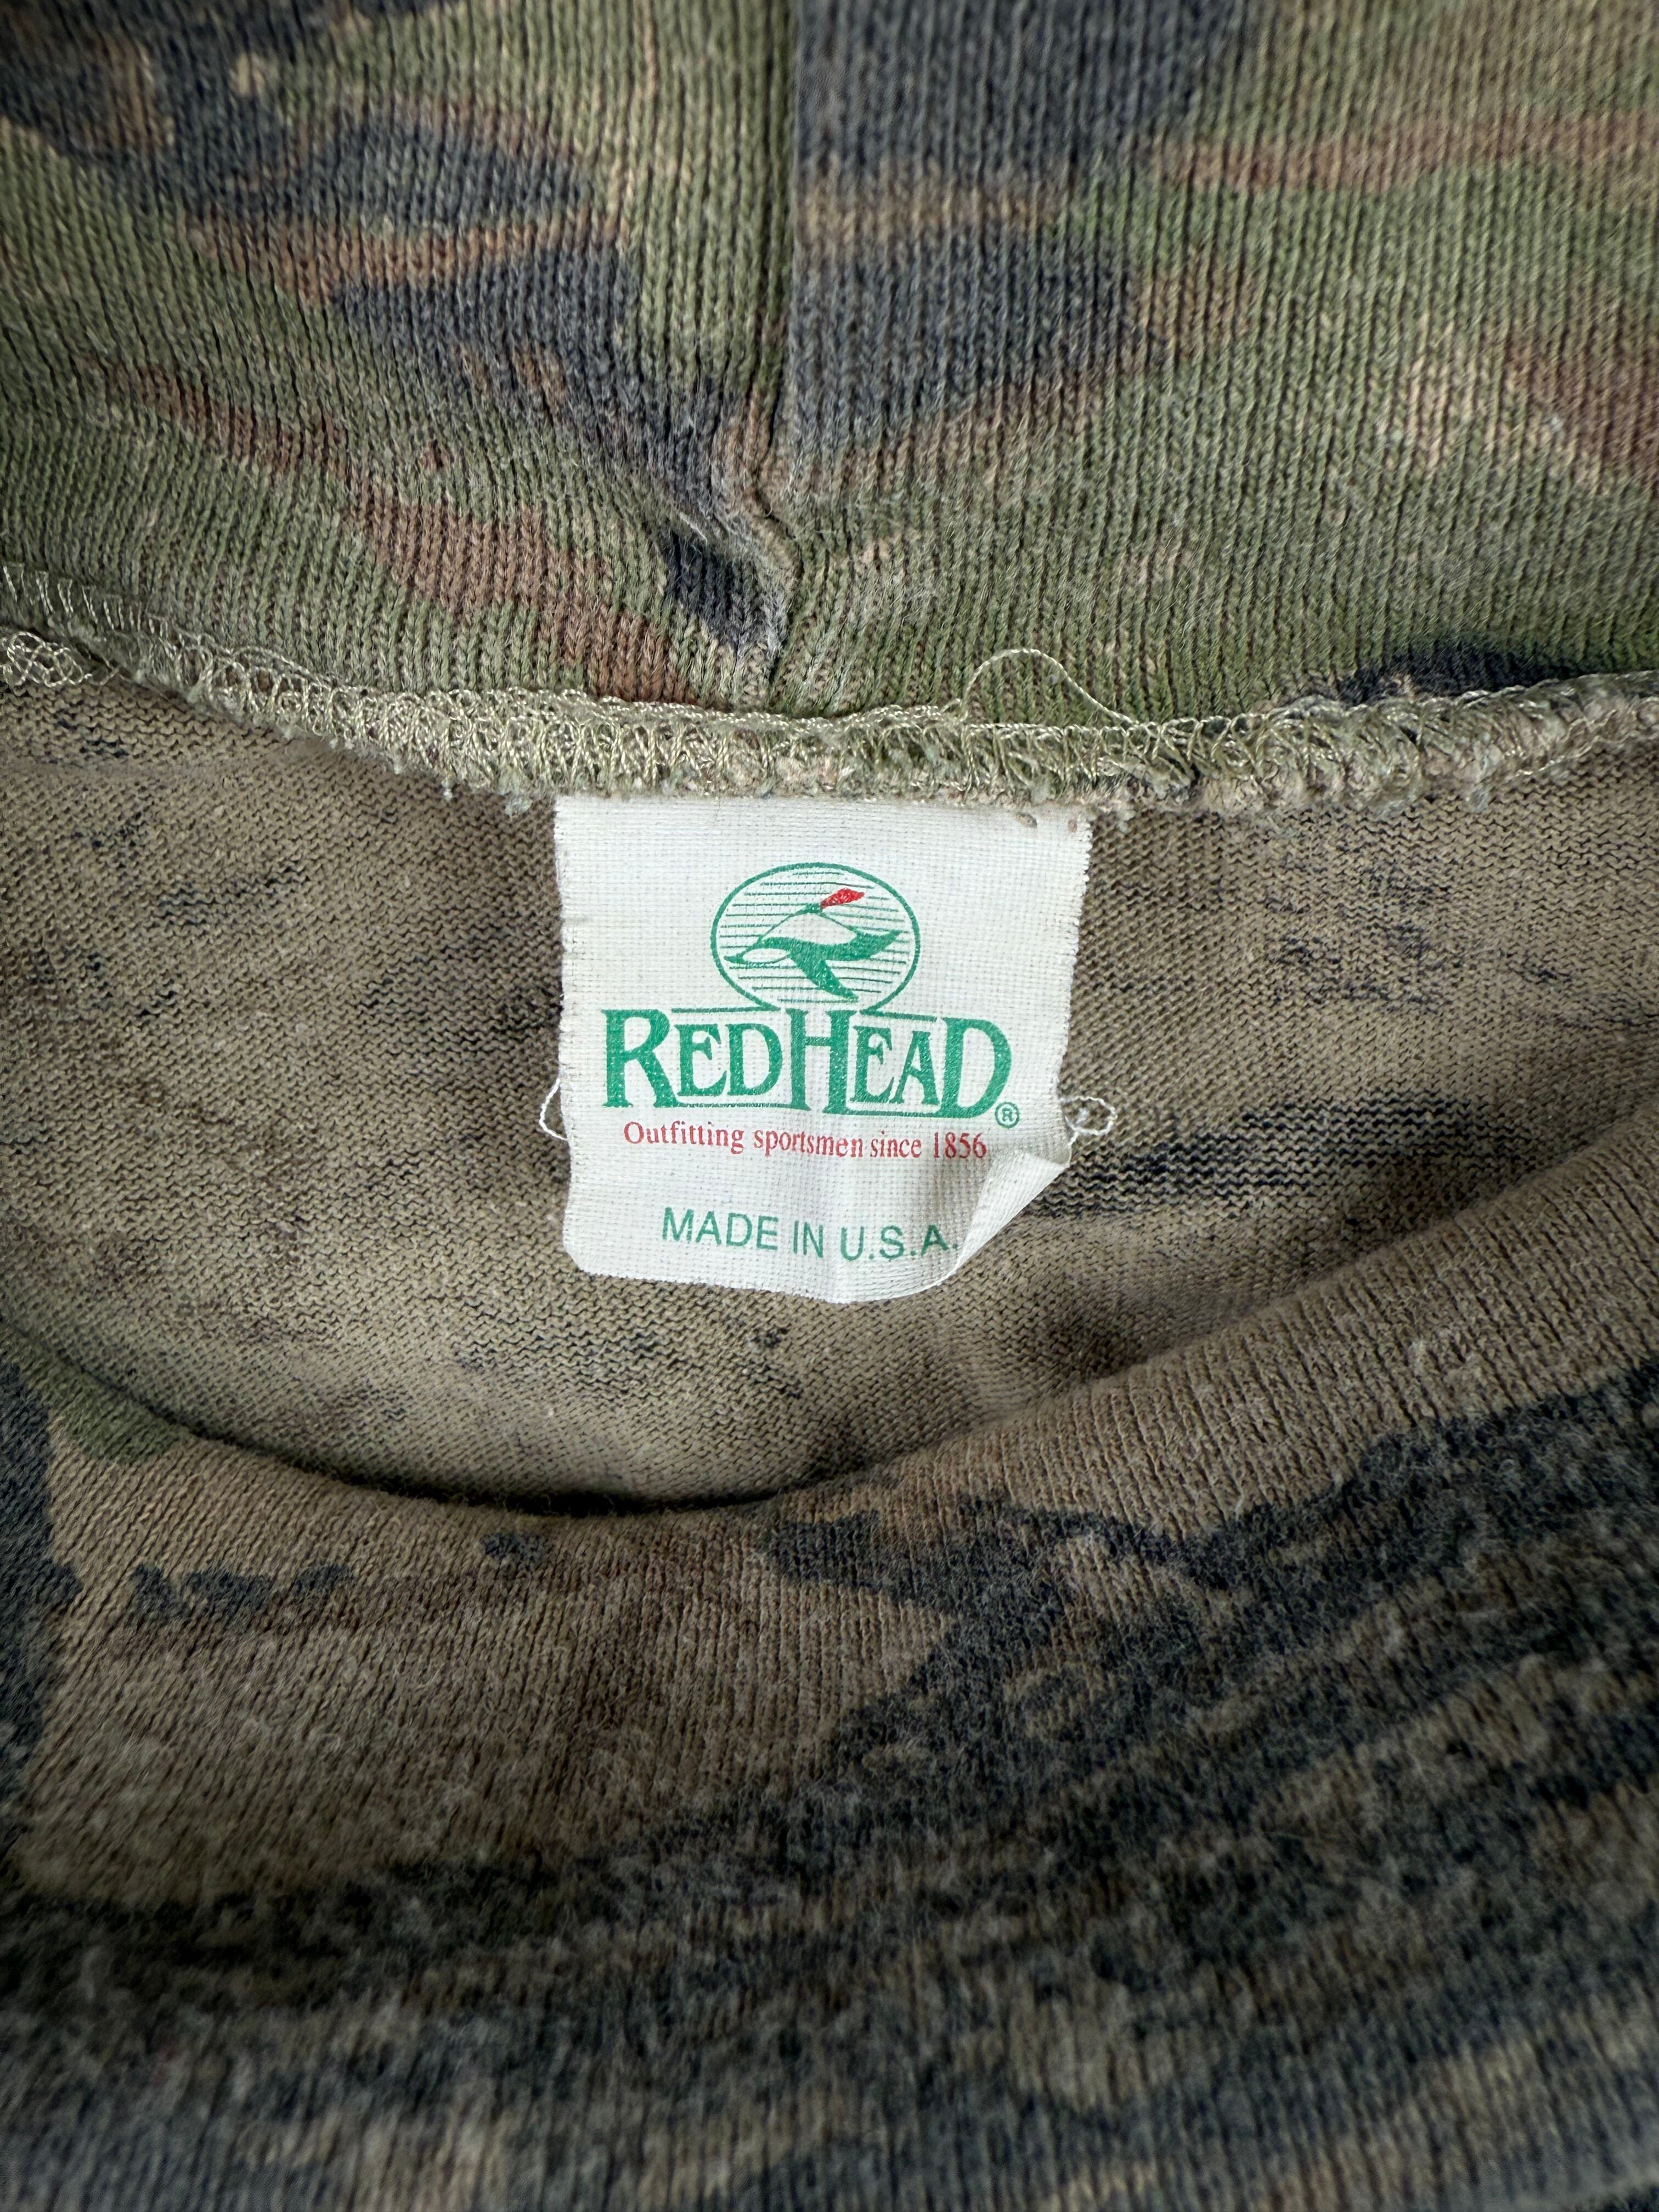 REDHEAD®
Outfitting sportsmen since 1856
MADE IN U.S.A.